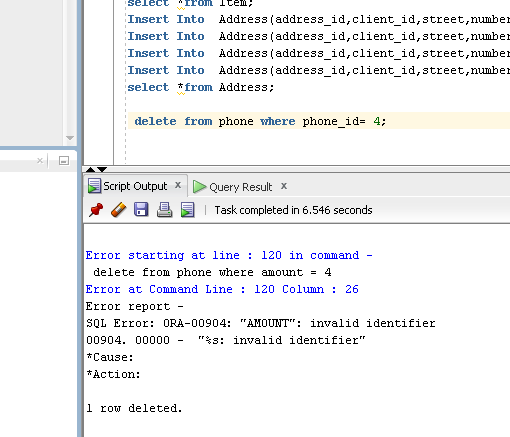 select *from Item;
Insert Into  Address(address_id,client_id,street,number
Insert Into  Address(address_id,client_id,street,number
Insert Into  Address(address_id,client_id,street,number
Insert Into  Address(address_id,client_id,street,number
select *from Address;
delete from phone where phone_id= 4;
Script Output x Query Result x
Task completed in 6.546 seconds
Error starting at line : 120 in command -
delete from phone where amount = 4
Error at Command Line : 120 Column : 26
Error report -
SQL Error: ORA-00904: "AMOUNT": invalid identifier
00904. 00000 -  "%s: invalid identifier"
*Cause:
*Action:
1 row deleted.